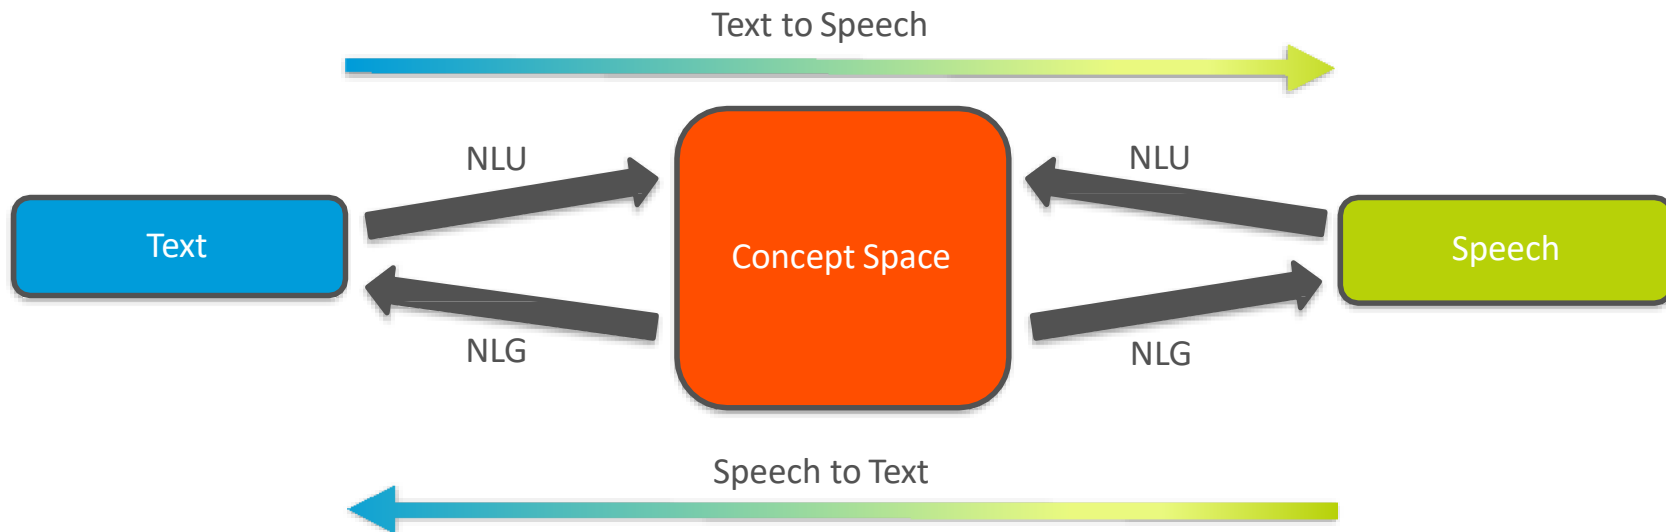 Text to Speech
NLU
NLU
Text
Concept Space
Speech
NLG
NLG
Speech to Text